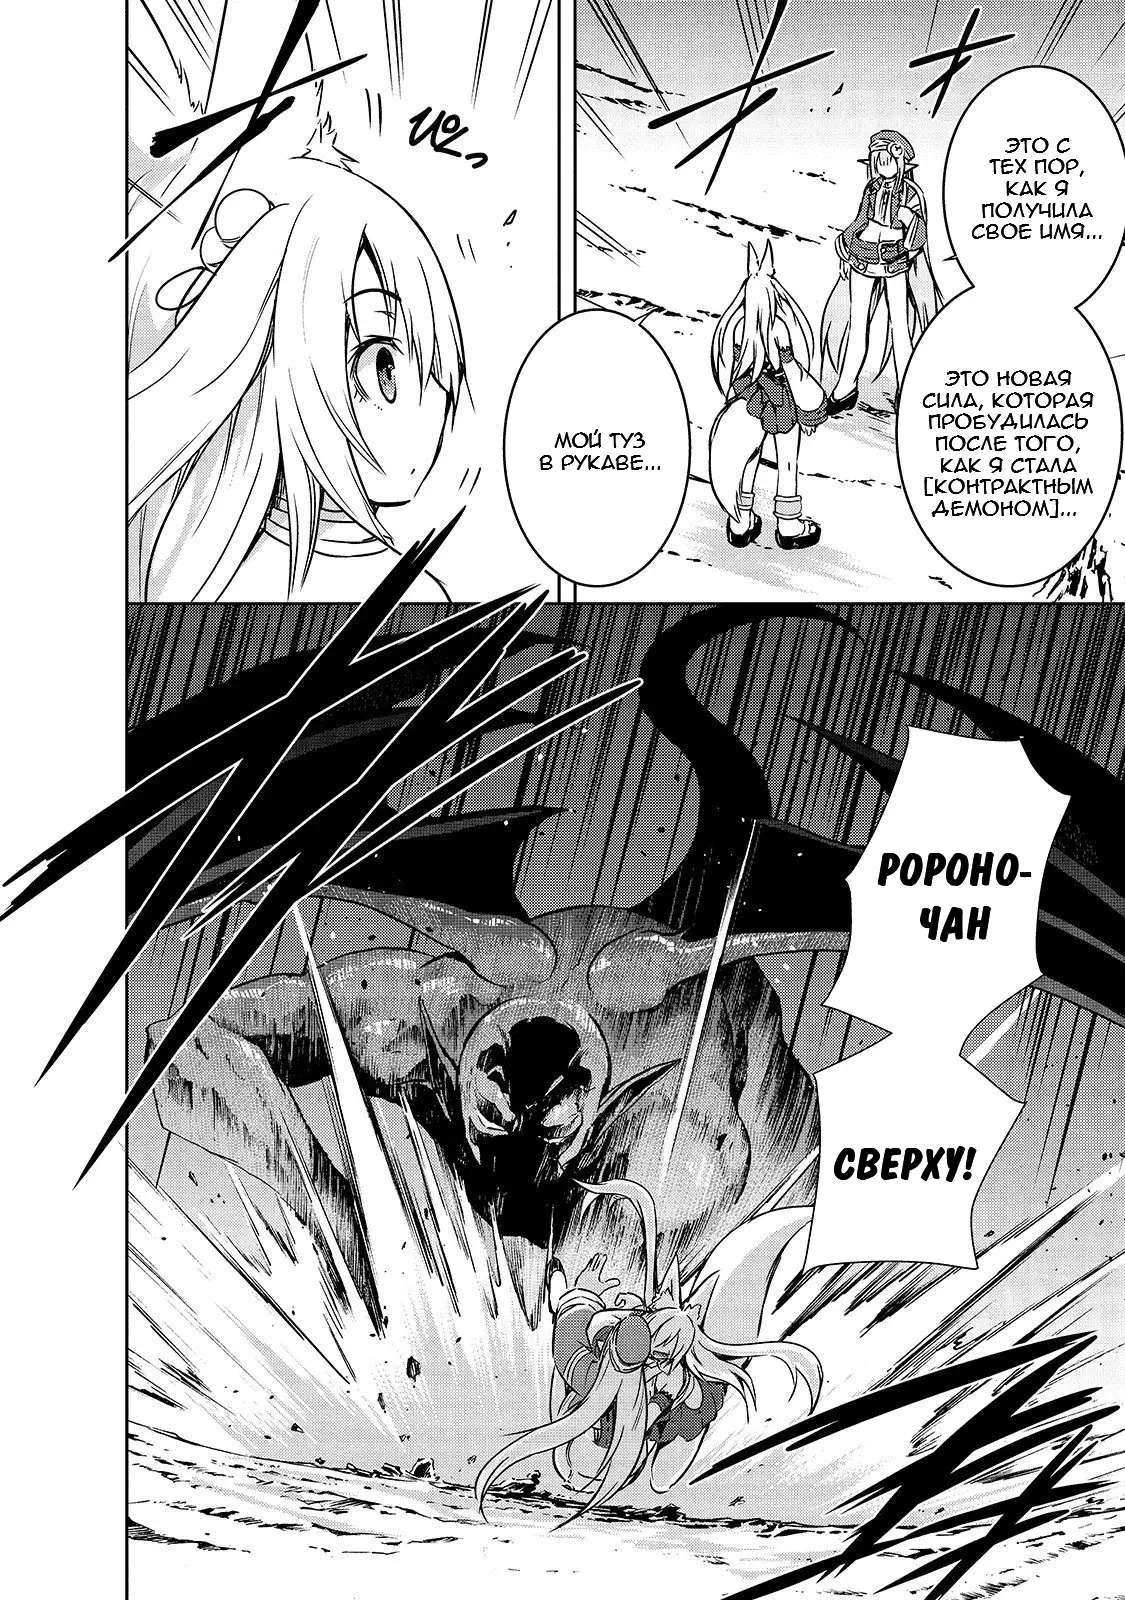 ЭТО С
ТЕХ ПОР,
КАК Я
ПОЛУЧИЛА
СВОЕ ИМЯ...
ЭТО НОВАЯ
СИЛА, КОТОРАЯ
ПРОБУДИЛАСЬ
ПОСЛЕ ТОГО,
КАК Я СТАЛА
[КОНТРАКТНЫМ
ДЕМОНОМ]...
МОЙ ТУЗ
В РУКАВЕ...
РОРОНО-
ЧАН
СВЕРХУ!